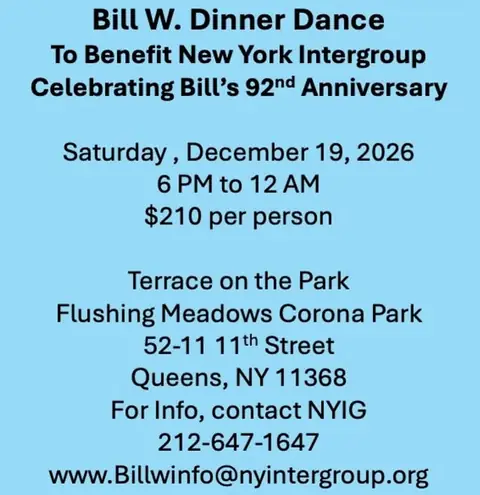 Bill W. Dinner Dance
To Benefit New York Intergroup
Celebrating Bill’s 92nd Anniversary
Saturday , December 19, 2026
6 PM to 12 AM
$210 per person
Terrace on the Park
Flushing Meadows Corona Park
52-11 11th Street
Queens, NY 11368
For Info, contact NYIG
212-647-1647
www.Billwinfo@nyintergroup.org